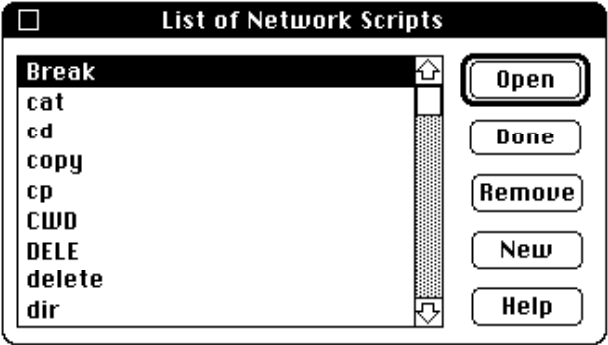 List of Network Scripts
Break
cat
cd
copy
cp
CWD
DELE
delete
dir
Open
Done
Remove
New
Help